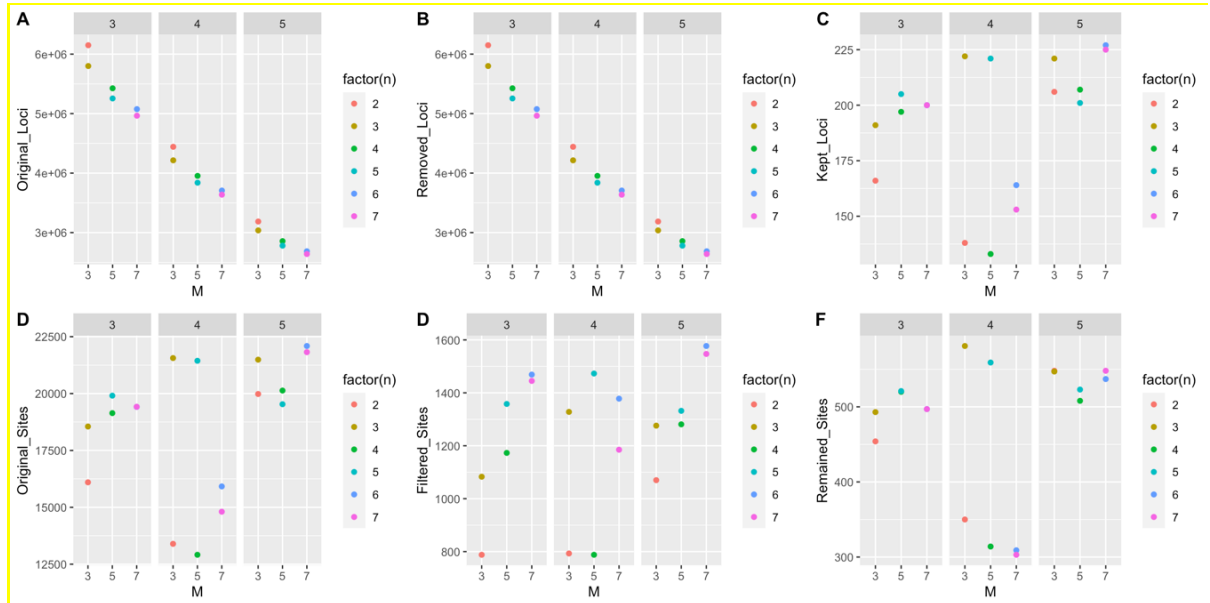 A
3 4 5
Original_Loci
6e+06
5e+06
4e+06
3e+06
3 5 7 3 5 7 3 5 7
M
factor(n)
2
3
4
5
6
7
B
3 4 5
Removed_Loci
6e+06
5e+06
4e+06
3e+06
3 5 7 3 5 7 3 5 7
M
factor(n)
2
3
4
5
6
7
C
3 4 5
Kept_Loci
225
200
175
150
3 5 7 3 5 7 3 5 7
M
factor(n)
2
3
4
5
6
7
D
3 4 5
Original_Sites
22500
20000
17500
15000
12500
3 5 7 3 5 7 3 5 7
M
factor(n)
2
3
4
5
6
7
D
3 4 5
Filtered_Sites
1600
1400
1200
1000
800
3 5 7 3 5 7 3 5 7
M
factor(n)
2
3
4
5
6
7
F
3 4 5
Remained_Sites
500
400
300
3 5 7 3 5 7 3 5 7
M
factor(n)
2
3
4
5
6
7